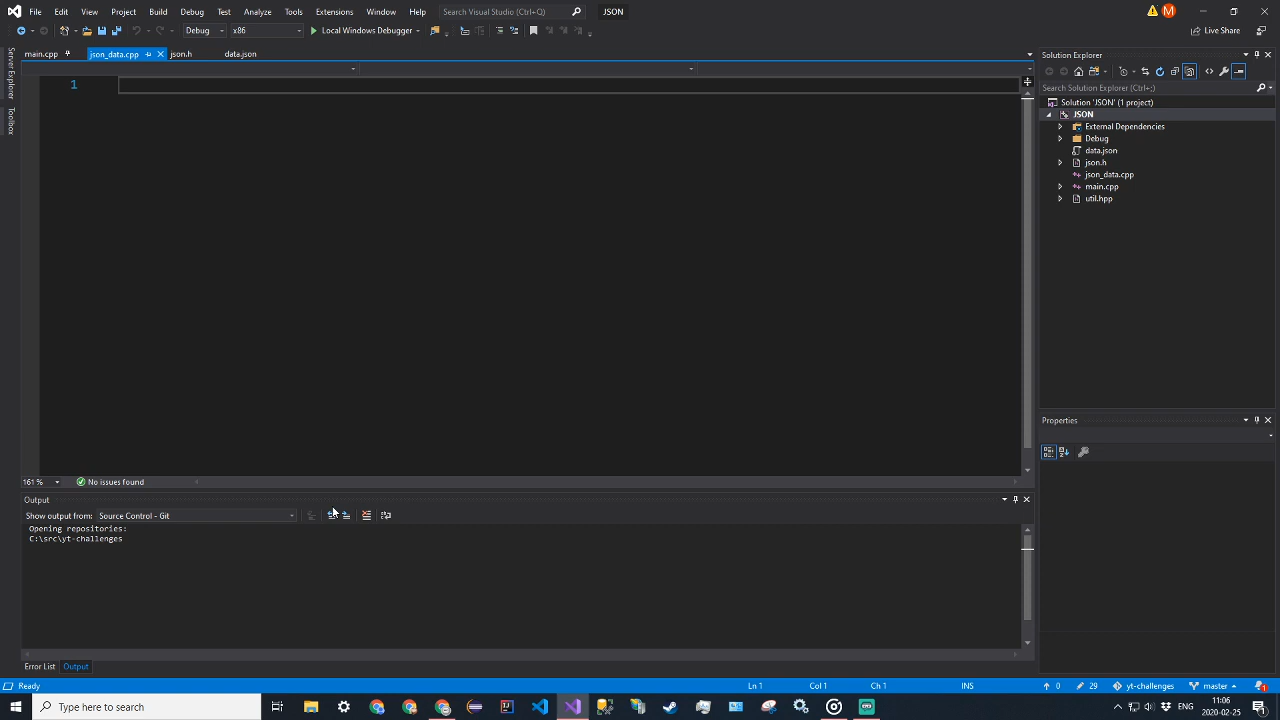 File Edit View Project Build Debug Test Analyze Tools Extensions Window Help Search Visual Studio (Ctrl+Q) JSON M
Debug x86 Local Windows Debugger Live Share
main.cpp json_data.cpp json.h data.json
Server Explorer
Toolbox
1
161 % No issues found
Output
Show output from: Source Control - Git
Opening repositories:
C:\src\yt-challenges
Error List Output
Solution Explorer
Search Solution Explorer (Ctrl+;)
Solution 'JSON' (1 project)
JSON
External Dependencies
Debug
data.json
json.h
json_data.cpp
main.cpp
util.hpp
Properties
Ready Ln 1 Col 1 Ch 1 INS 0 29 yt-challenges master 1
Type here to search
11:06
2020-02-25